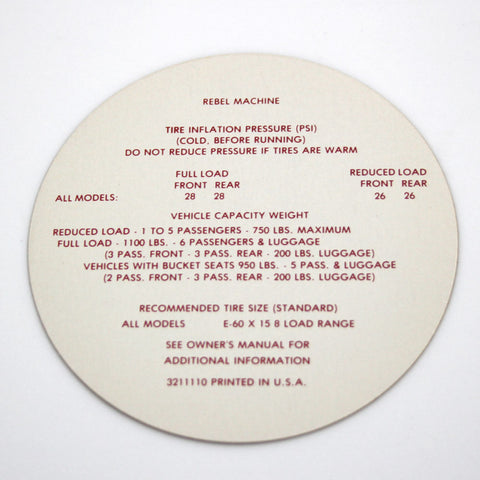 REBEL MACHINE
TIRE INFLATION PRESSURE (PSI)
(COLD, BEFORE RUNNING)
DO NOT REDUCE PRESSURE IF TIRES ARE WARM
FULL LOAD REDUCED LOAD
FRONT REAR FRONT REAR
ALL MODELS: 28 28 26 26
VEHICLE CAPACITY WEIGHT
REDUCED LOAD - 1 TO 5 PASSENGERS - 750 LBS. MAXIMUM
FULL LOAD - 1100 LBS. - 6 PASSENGERS & LUGGAGE
(3 PASS. FRONT - 3 PASS. REAR - 200 LBS. LUGGAGE)
VEHICLES WITH BUCKET SEATS 950 LBS. - 5 PASS. & LUGGAGE
(2 PASS. FRONT - 3 PASS. REAR - 200 LBS. LUGGAGE)
RECOMMENDED TIRE SIZE (STANDARD)
ALL MODELS E-60 X 15 8 LOAD RANGE
SEE OWNER'S MANUAL FOR
ADDITIONAL INFORMATION
3211110 PRINTED IN U.S.A.